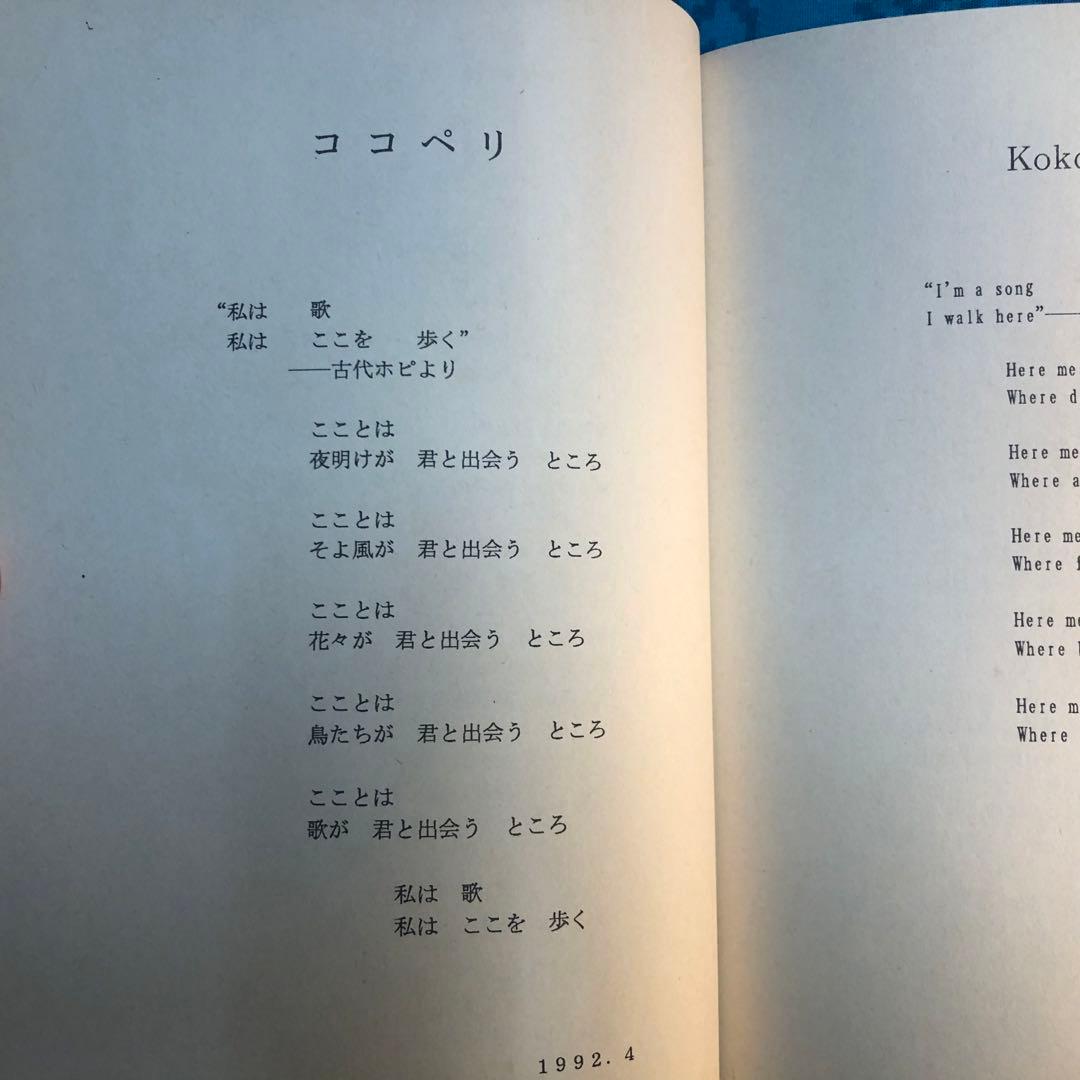 ココペリ
“私は　歌
私は　ここを　歩く”
――古代ホピより
こことは
夜明けが　君と出会う　ところ
こことは
そよ風が　君と出会う　ところ
こことは
花々が　君と出会う　ところ
こことは
鳥たちが　君と出会う　ところ
こことは
歌が　君と出会う　ところ
私は　歌
私は　ここを　歩く
1992.4
“I'm a song
I walk here”――
Here
Where
Here
Where
Here
Where
Here
Where
Here
Where